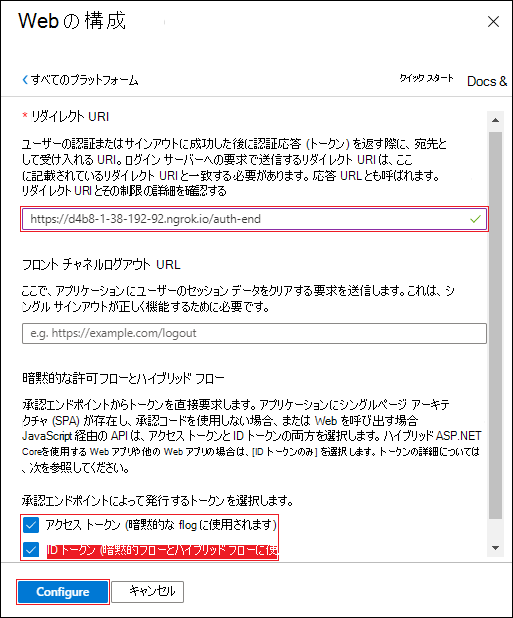 Webの構成
すべてのプラットフォーム
クイック スタート
Docs &
* リダイレクト URI
ユーザーの認証またはサインアウトに成功した後に認証応答 (トークン) を返す際に、宛先と
して受け入れる URI。ログイン サーバーへの要求で送信するリダイレクト URI は、ここ
に記載されているリダイレクト URI と一致する必要があります。応答 URLとも呼ばれます。
リダイレクト URIとその制限の詳細を確認する
https://d4b8-1-38-192-92.ngrok.io/auth-end
フロント チャネルログアウト URL
ここで、アプリケーションにユーザーのセッション データをクリアする要求を送信します。これは、シ
ングル サインアウトが正しく機能するために必要です。
e.g. https://example.com/logout
暗黙的な許可フローとハイブリッド フロー
承認エンドポイントからトークンを直接要求します。アプリケーションにシングルページ アーキテ
クチャ (SPA) が存在し、承認コードを使用しない場合、または Web を呼び出す場合
JavaScript 経由の API は、アクセス トークンと ID トークンの両方を選択します。ハイブリッド ASP.NET
Coreを使用する Web アプリや他の Web アプリの場合は、[ID トークンのみ] を選択します。トークンの詳細については
、次を参照してください。
承認エンドポイントによって発行するトークンを選択します。
アクセス トークン (暗黙的な flog に使用されます)
ID トークン (暗黙的フローとハイブリッド フローに使
Configure
キャンセル